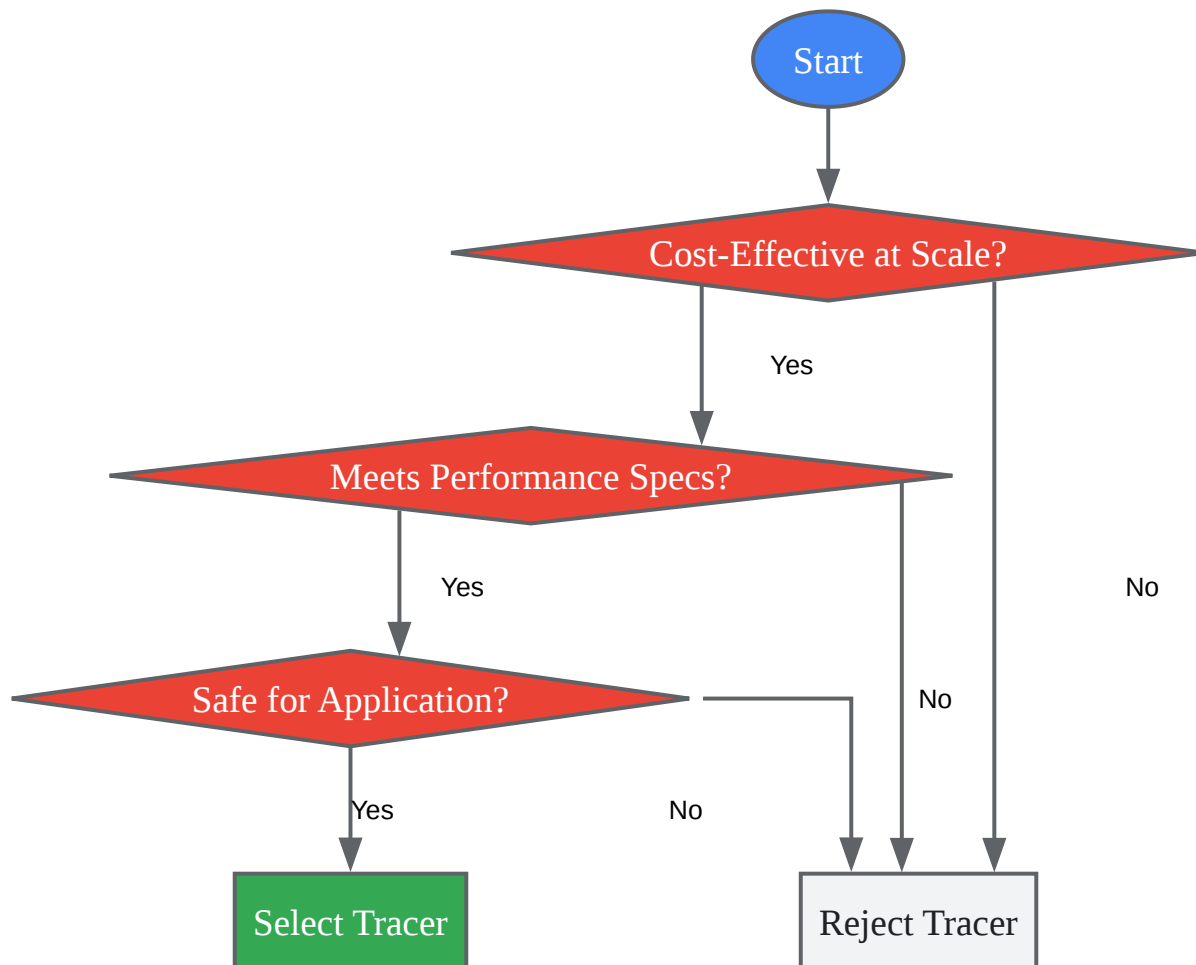 Start
Cost-Effective at Scale?
Yes
Meets Performance Specs?
Yes
No
Safe for Application?
No
Yes
No
Select Tracer
Reject Tracer